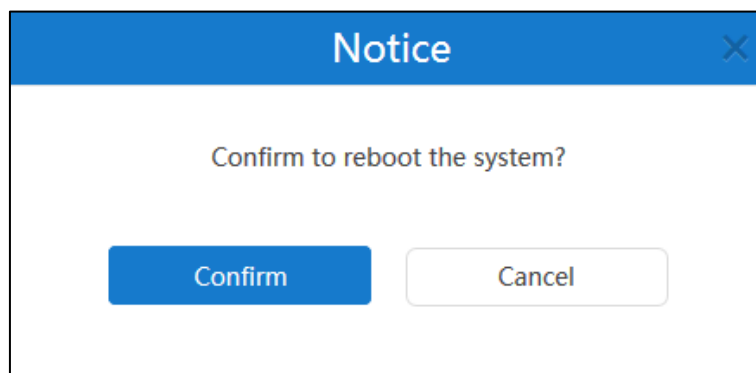 Notice
Confirm to reboot the system?
Confirm
Cancel